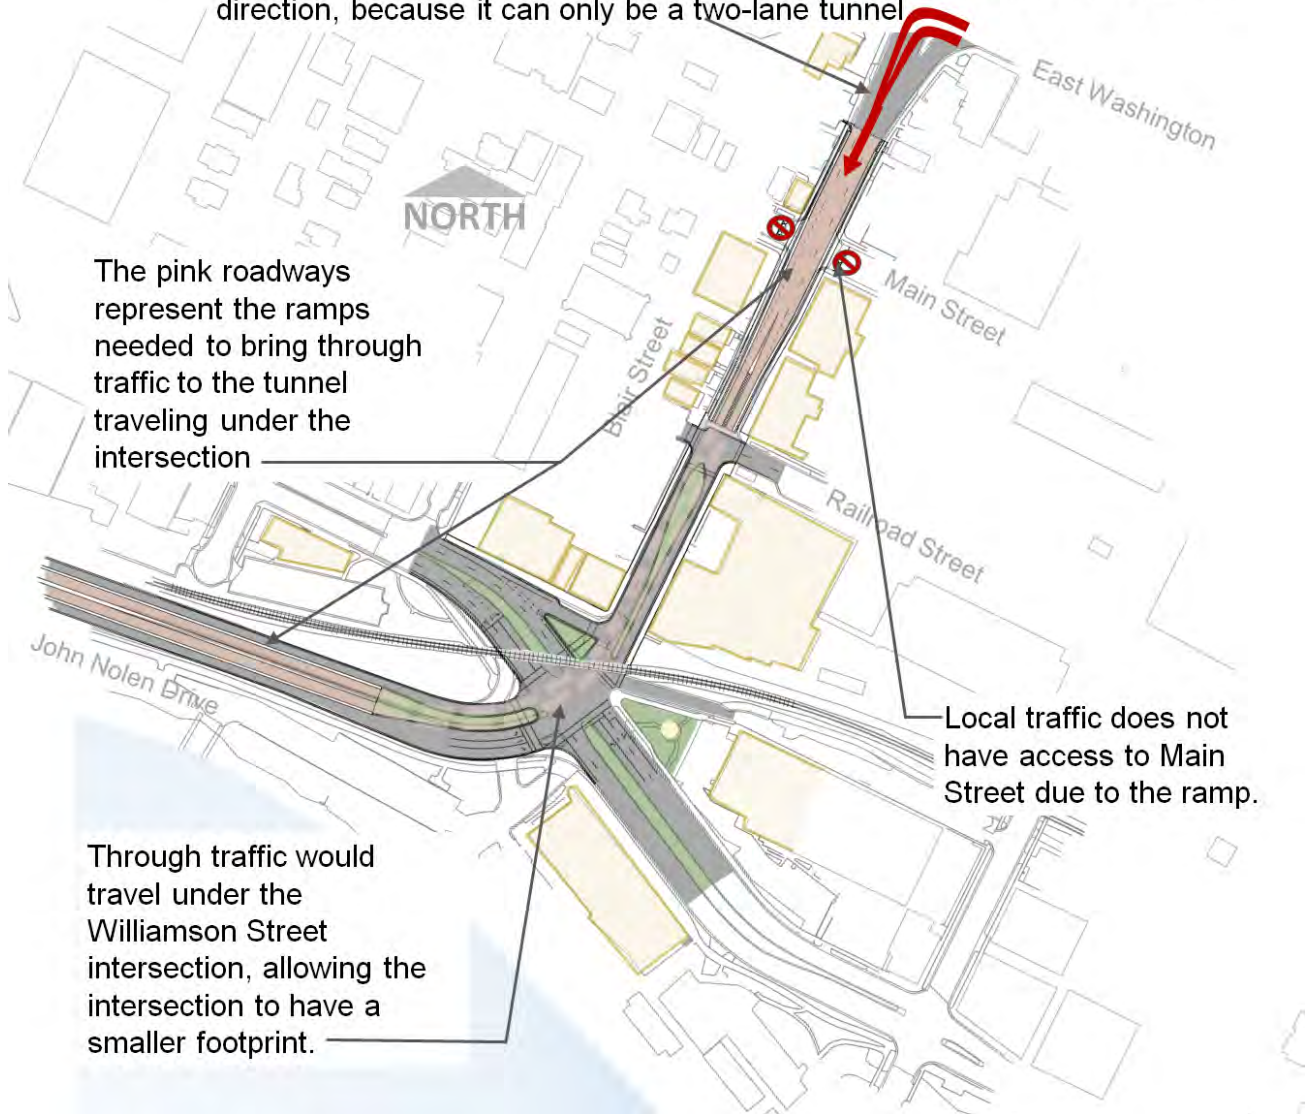 direction, because it can only be a two-lane tunnel
East Washington
NORTH
The pink roadways
represent the ramps
needed to bring through
traffic to the tunnel
traveling under the
intersection
Main Street
Blair Street
Railroad Street
John Nolen Drive
Local traffic does not
have access to Main
Street due to the ramp.
Through traffic would
travel under the
Williamson Street
intersection, allowing the
intersection to have a
smaller footprint.